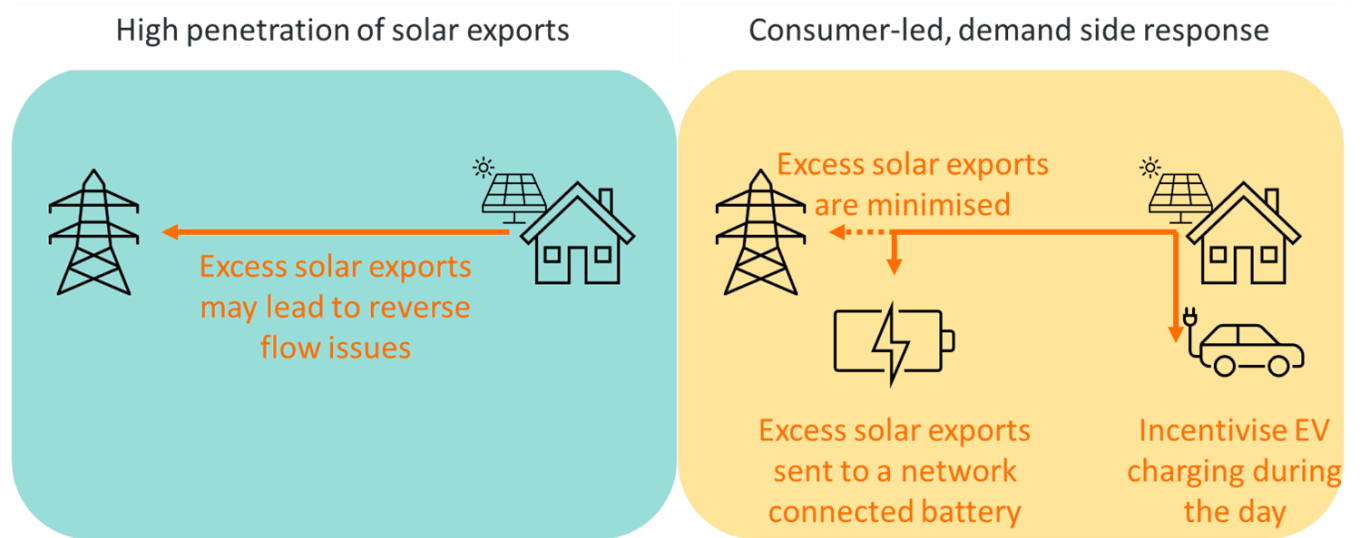 High penetration of solar exports
Consumer-led, demand side response
Excess solar exports
may lead to reverse
flow issues
Excess solar exports
are minimised
Excess solar exports
sent to a network
connected battery
Incentivise EV
charging during
the day